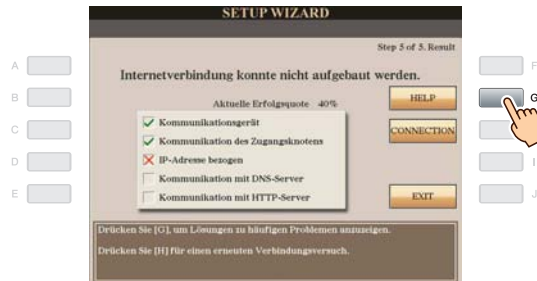 SETUP WIZARD
Step 5 of 5. Result
Internetverbindung konnte nicht aufgebaut werden.
Aktuelle Erfolgsquote 40%
HELP
Kommunikationsgerät
Kommunikation des Zugangsknotens
CONNECTION
IP-Adresse bezogen
Kommunikation mit DNS-Server
Kommunikation mit HTTP-Server
EXIT
Drücken Sie [G], um Lösungen zu häufigen Problemen anzuzeigen.
Drücken Sie [H] für einen erneuten Verbindungsversuch.
A
B
C
D
E
F
G
I
J